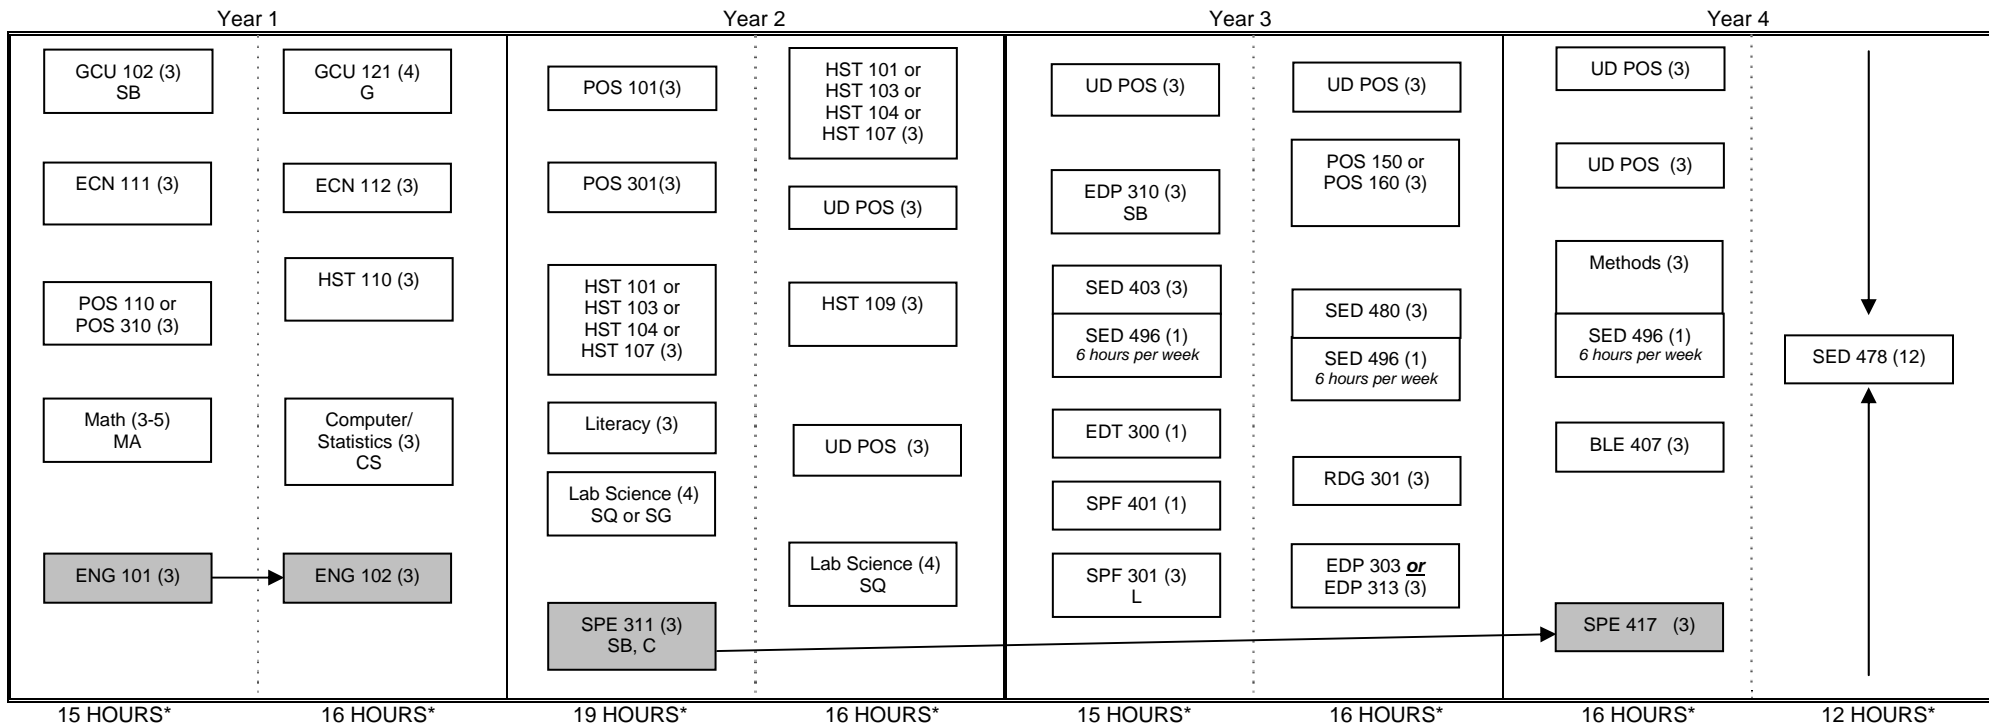 Year 1
Year 2
Year 3
Year 4
GCU 102 (3)
SB
ECN 111 (3)
POS 110 or
POS 310 (3)
Math (3-5)
MA
ENG 101 (3)
15 HOURS*
GCU 121 (4)
G
ECN 112 (3)
HST 110 (3)
Computer/
Statistics (3)
CS
ENG 102 (3)
16 HOURS*
POS 101(3)
POS 301(3)
HST 101 or
HST 103 or
HST 104 or
HST 107 (3)
Literacy (3)
Lab Science (4)
SQ or SG
SPE 311 (3)
SB, C
19 HOURS*
HST 101 or
HST 103 or
HST 104 or
HST 107 (3)
UD POS (3)
HST 109 (3)
UD POS (3)
Lab Science (4)
SQ
16 HOURS*
UD POS (3)
EDP 310 (3)
SB
SED 403 (3)
SED 496 (1)
6 hours per week
EDT 300 (1)
SPF 401 (1)
SPF 301 (3)
L
15 HOURS*
UD POS (3)
POS 150 or
POS 160 (3)
SED 480 (3)
SED 496 (1)
6 hours per week
RDG 301 (3)
EDP 303 or
EDP 313 (3)
16 HOURS*
UD POS (3)
UD POS (3)
Methods (3)
SED 496 (1)
6 hours per week
BLE 407 (3)
SPE 417 (3)
16 HOURS*
SED 478 (12)
12 HOURS*